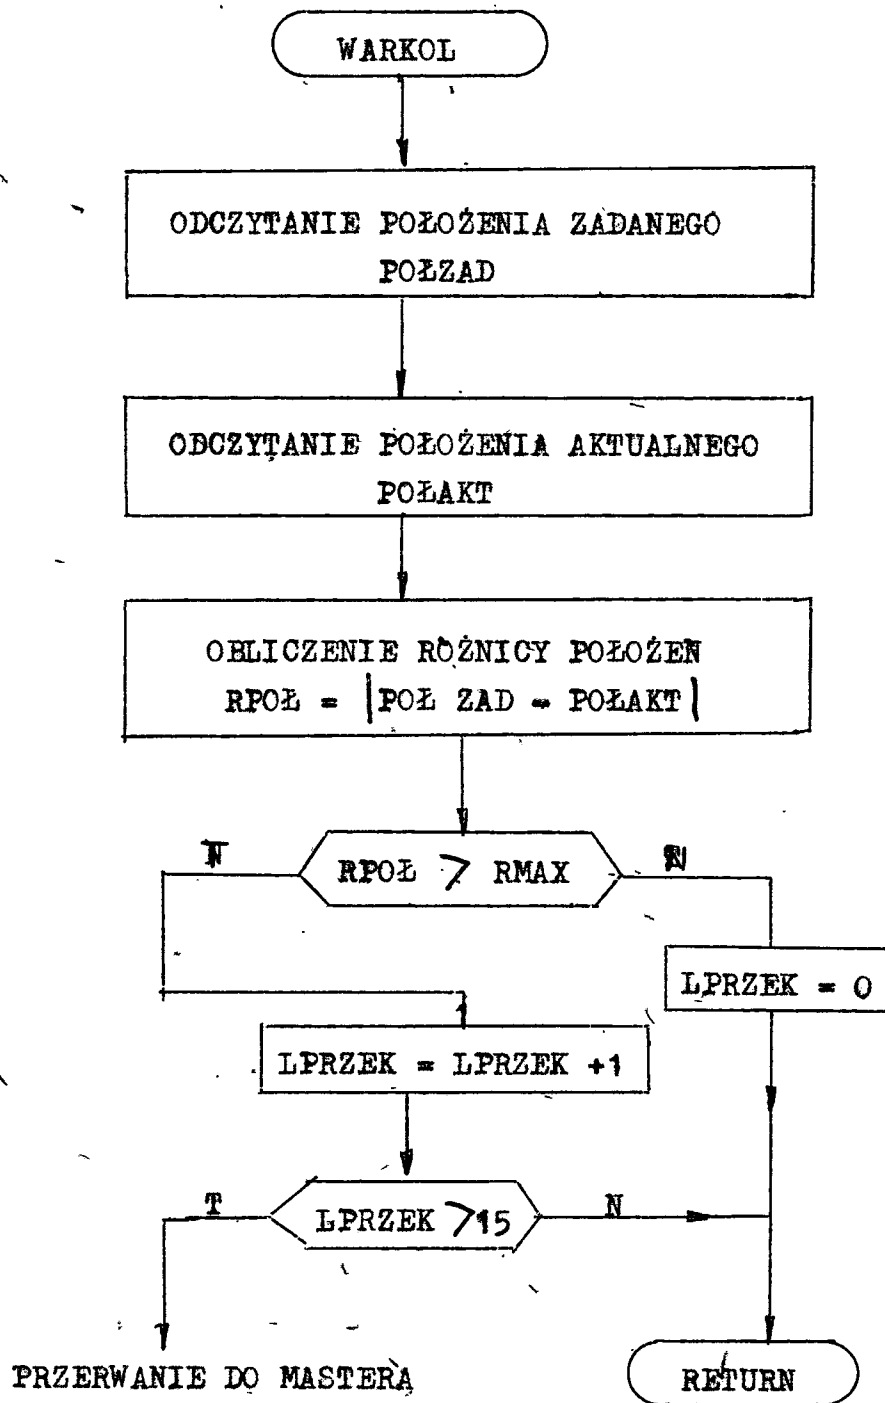 WARKOL
ODCZYTANIE POŁOŻENIA ZADANEGO
POŁZAD
ODCZYTANIE POŁOŻENIA AKTUALNEGO
POŁAKT
OBLICZENIE RÓŻNICY POŁOŻEŃ
RPOŁ = |POŁ ZAD - POŁAKT|
RPOŁ > RMAX
N
LPRZEK = 0
LPRZEK = LPRZEK +1
T
LPRZEK >15
N
PRZERWANIE DO MASTERA
RETURN